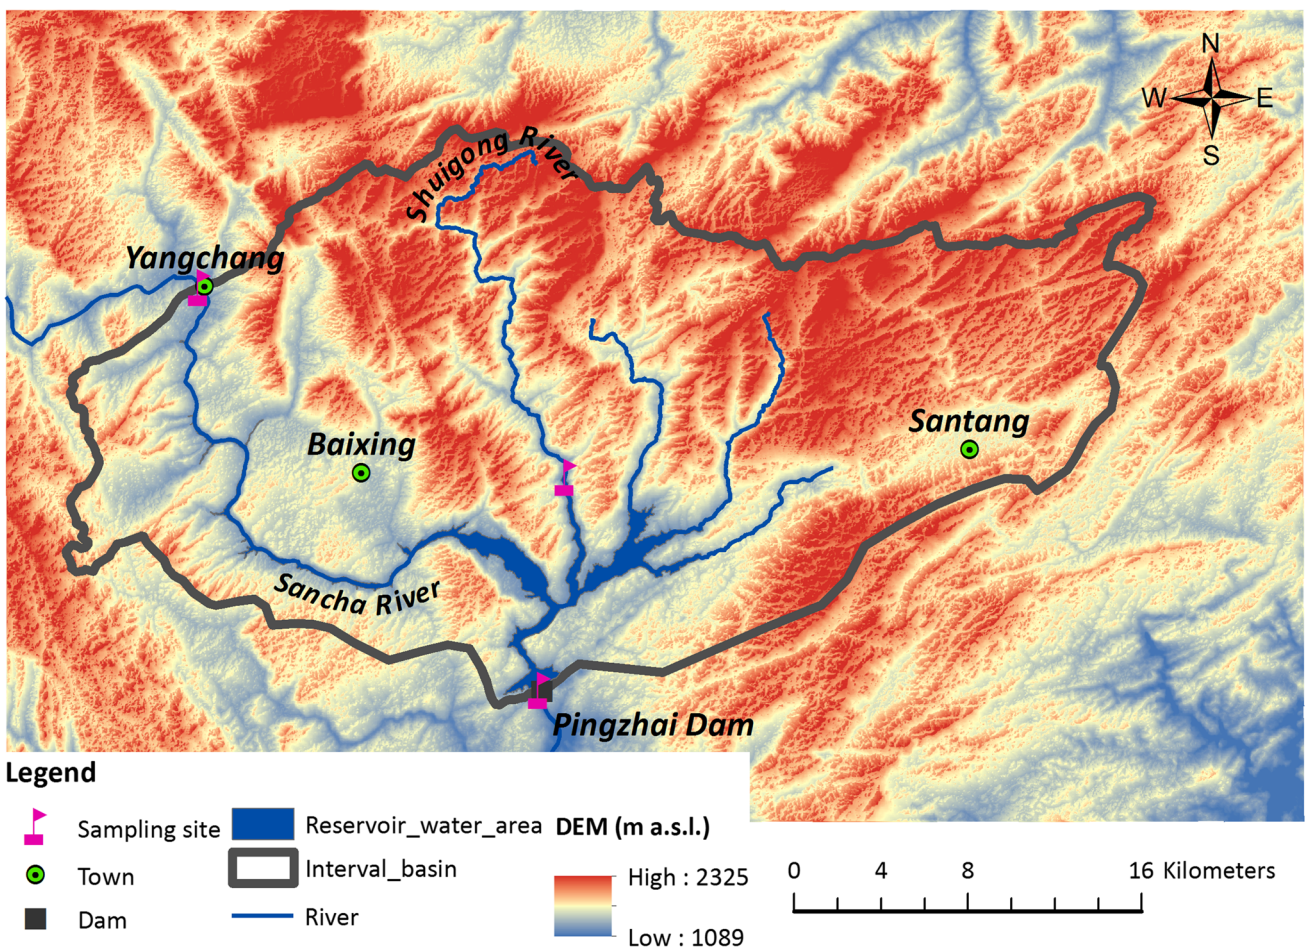 N
W E
S
Shuigong River
Yangchang
Santang
Baixing
Sancha River
Pingzhai Dam
Legend
Sampling site
Town
Dam
Reservoir_water_area
Interval_basin
River
DEM (m a.s.l.)
High : 2325
Low : 1089
0 4 8 16 Kilometers